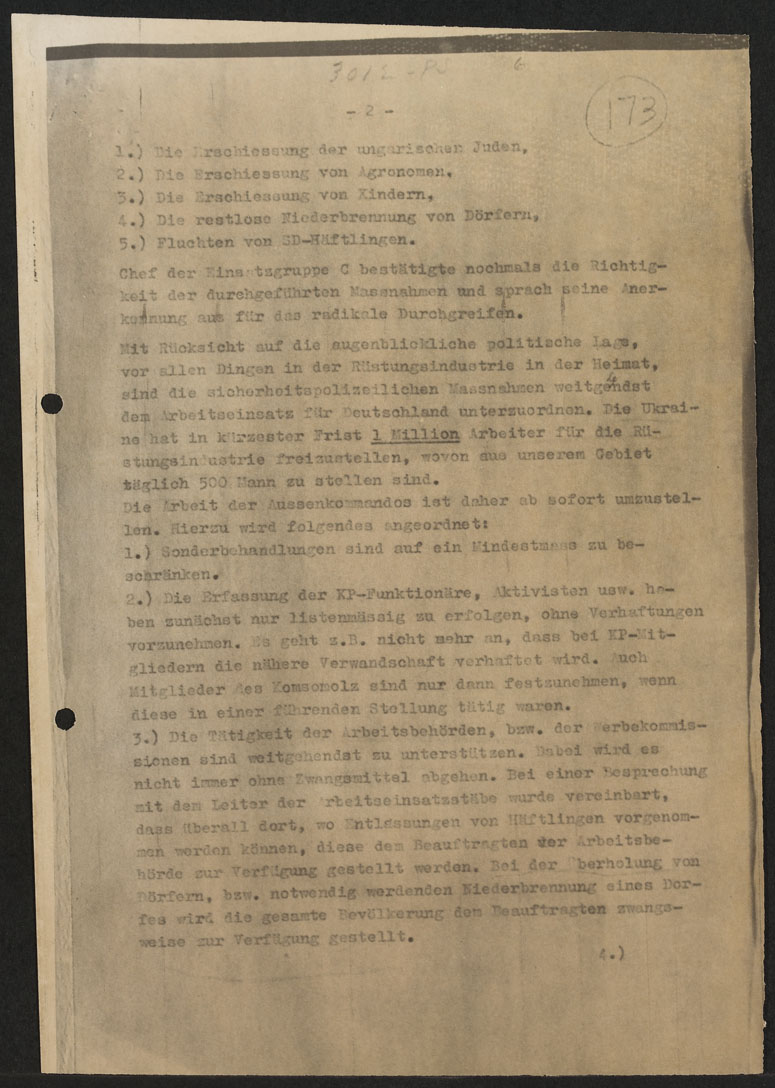 3012-PS 6
- 2 -
173
1.) Die Erschiessung der ungarischen Juden,
2.) Die Erschiessung von Agronomen,
3.) Die Erschiessung von Kindern,
4.) Die restlose Niederbrennung von Dörfern,
5.) Fluchten von SD-Häftlingen.
Chef der Einsatzgruppe C bestätigte nochmals die Richtig-
keit der durchgeführten Massnahmen und sprach seine Aner-
kennung aus für das radikale Durchgreifen.
Mit Rücksicht auf die augenblickliche politische Lage,
vor allen Dingen in der Rüstungsindustrie in der Heimat,
sind die sicherheitspolizeilichen Massnahmen weitgehndst
dem Arbeitseinsatz für Deutschland unterzuordnen. Die Ukrai-
ne hat in kürzester Frist 1 Million Arbeiter für die Rü-
stungsindustrie freizustellen, wovon aus unserem Gebiet
täglich 500 Mann zu stellen sind.
Die Arbeit der Aussenkommandos ist daher ab sofort umzustel-
len. Hierzu wird folgendes angeordnet:
1.) Sonderbehandlungen sind auf ein Mindestmass zu be-
schränken.
2.) Die Erfassung der KP-Funktionäre, Aktivisten usw. ha-
ben zunächst nur listenmässig zu erfolgen, ohne Verhaftungen
vorzunehmen. Es geht z.B. nicht mehr an, dass bei KP-Mit-
gliedern die nähere Verwandschaft verhaftet wird. Auch
Mitglieder des Komsomolz sind nur dann festzunehmen, wenn
diese in einer führenden Stellung tätig waren.
3.) Die Tätigkeit der Arbeitsbehörden, bzw. der Werbekommis-
sionen sind weitgehendst zu unterstützen. Dabei wird es
nicht immer ohne Zwangsmittel abgehen. Bei einer Besprechung
mit dem Leiter der Arbeitseinsatzstäbe wurde vereinbart,
dass überall dort, wo Entlassungen von Häftlingen vorgenom-
men werden können, diese dem Beauftragten der Arbeitsbe-
hörde zur Verfügung gestellt werden. Bei der Überholung von
Dörfern, bzw. notwendig werdenden Niederbrennung eines Dor-
fes wird die gesamte Bevölkerung dem Beauftragten zwangs-
weise zur Verfügung gestellt.
4.)